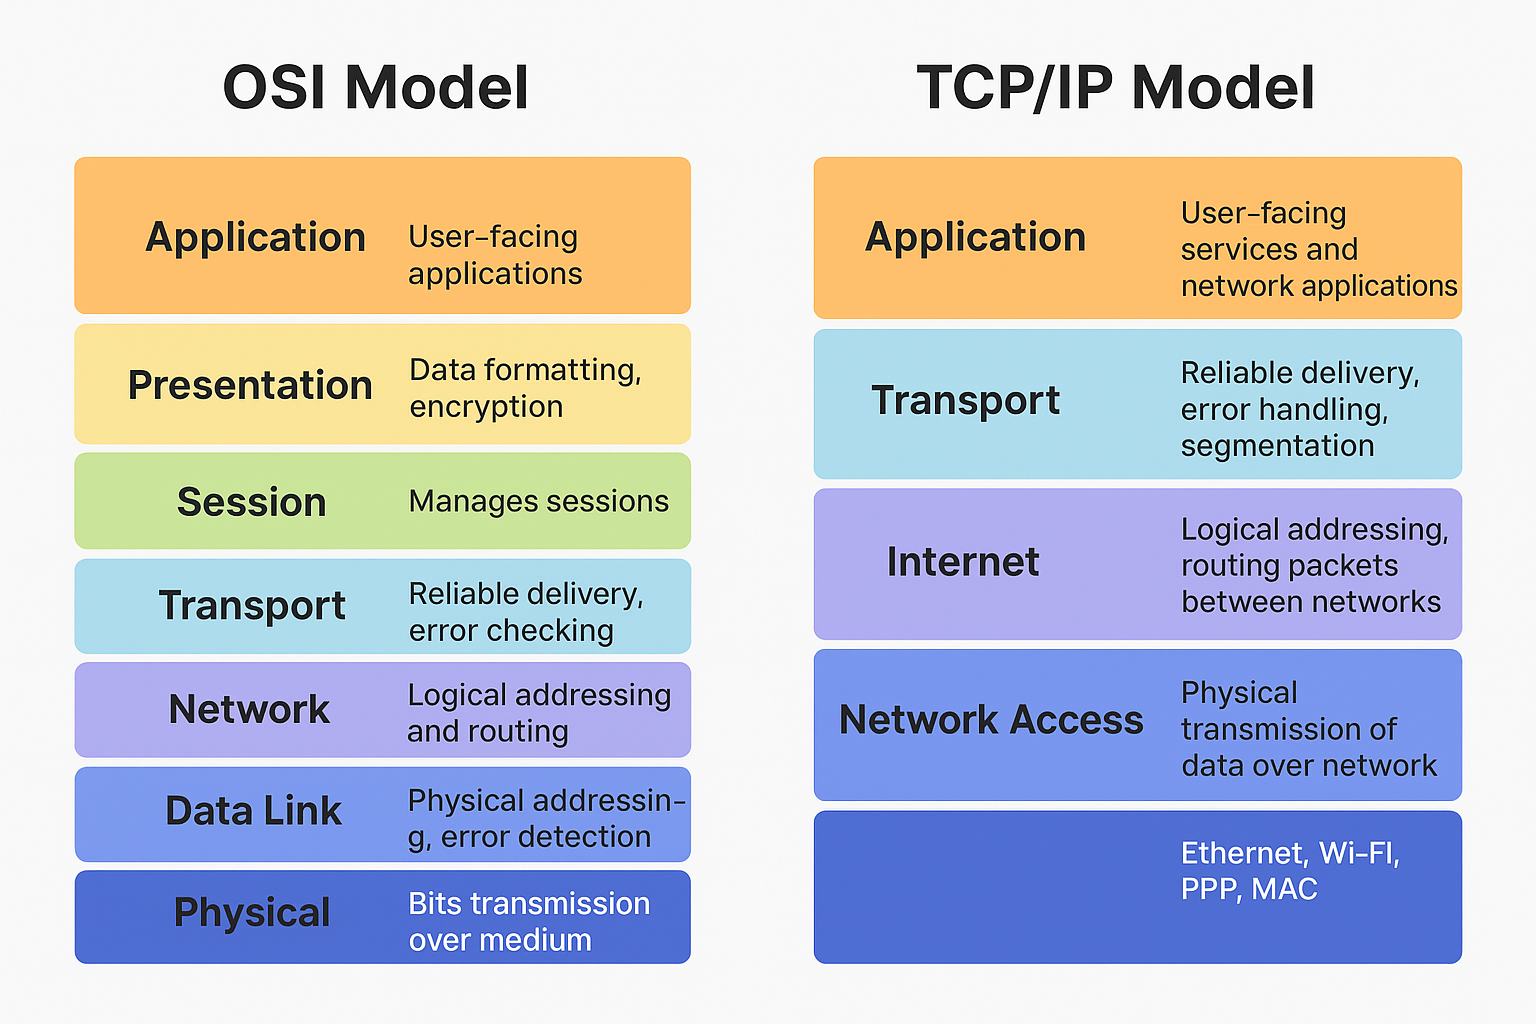 OSI Model
Application
User-facing
applications
Presentation
Data formatting,
encryption
Session
Manages sessions
Transport
Reliable delivery,
error checking
Network
Logical addressing
and routing
Data Link
Physical addressin-
g, error detection
Physical
Bits transmission
over medium
TCP/IP Model
Application
User-facing
services and
network applications
Transport
Reliable delivery,
error handling,
segmentation
Internet
Logical addressing,
routing packets
between networks
Network Access
Physical
transmission of
data over network
Ethernet, Wi-FI,
PPP, MAC